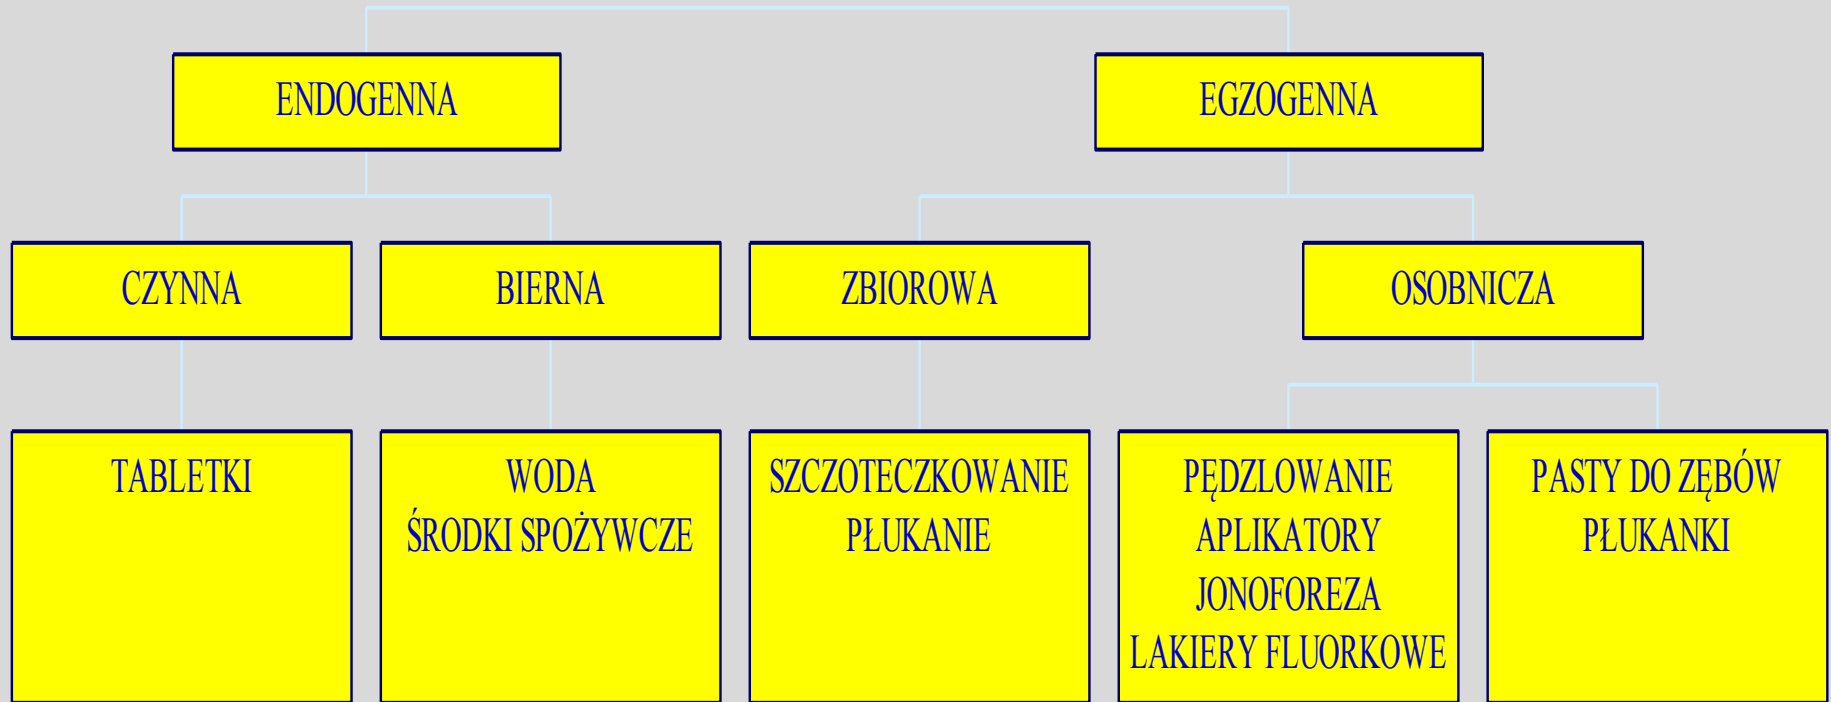 ENDOGENNA
EGZOGENNA
CZYNNA
BIERNA
ZBIOROWA
OSOBNICZA
TABLETKI
WODA
ŚRODKI SPOŻYWCZE
SZCZOTECZKOWANIE
PŁUKANIE
PĘDZLOWANIE
APLIKATORY
JONOFOREZA
LAKIERY FLUORKOWE
PASTY DO ZĘBÓW
PŁUKANKI